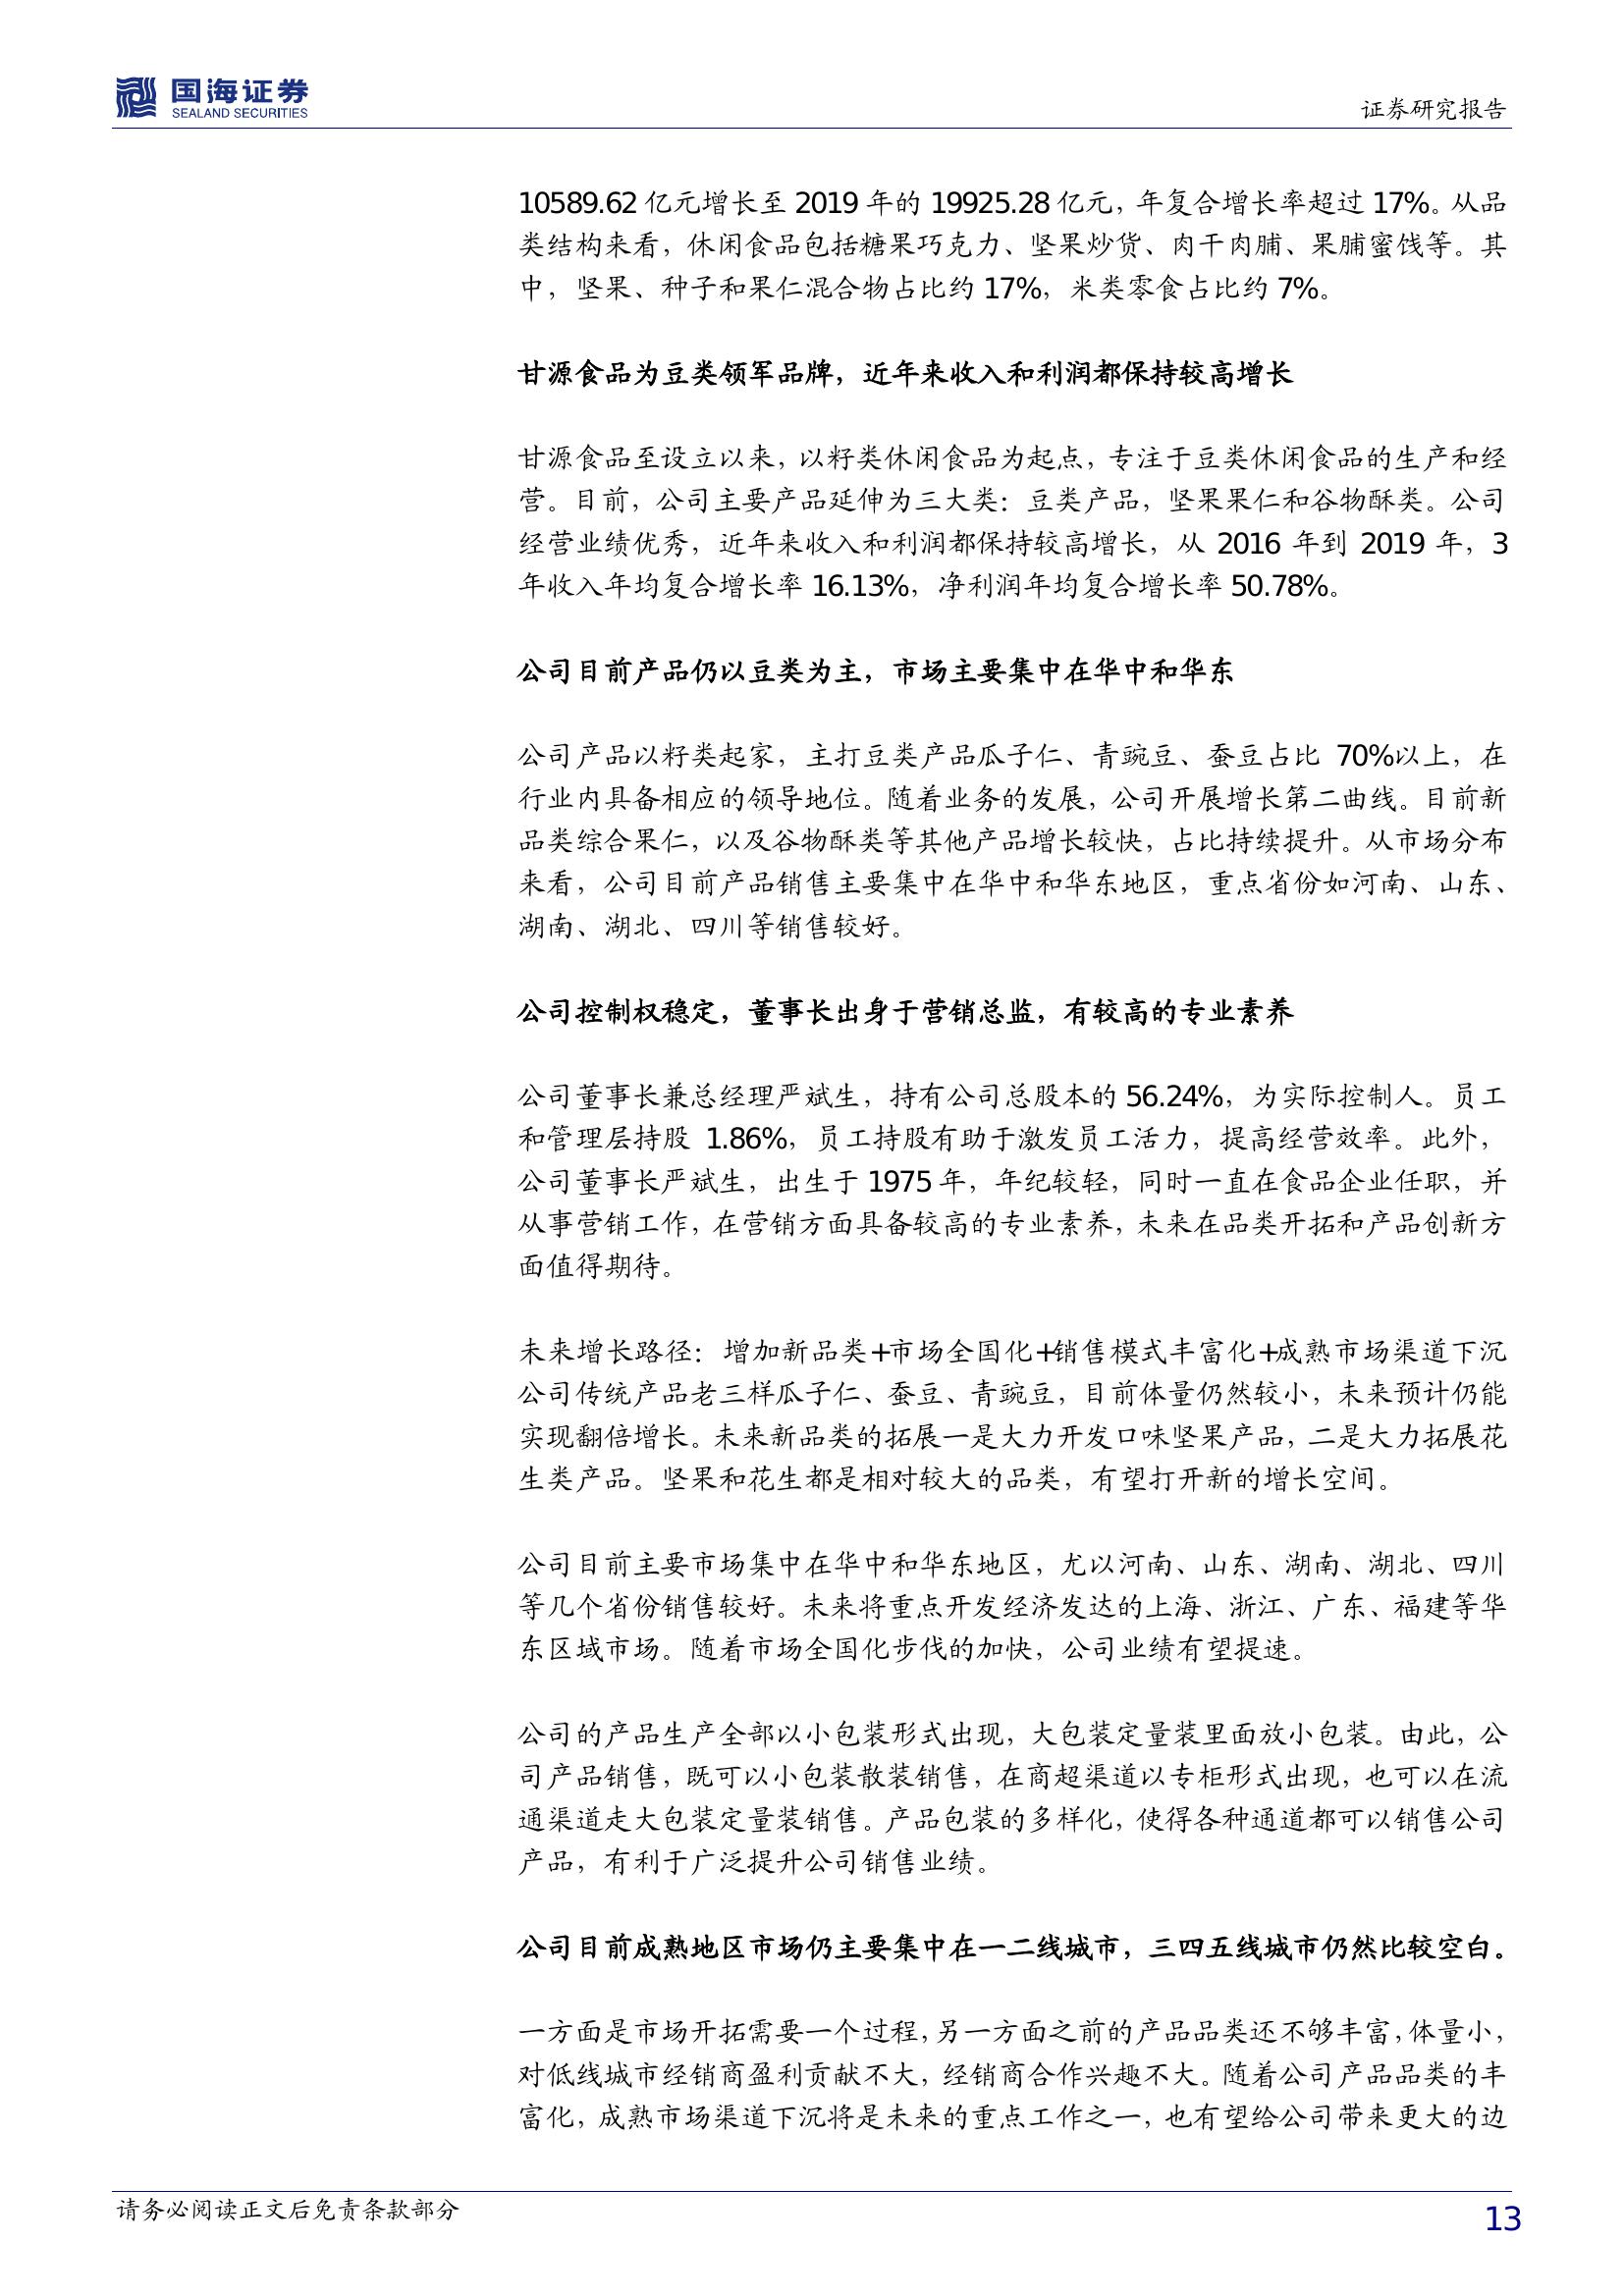 国海证券
SEALAND SECURITIES
证券研究报告
10589.62 亿元增长至 2019 年的 19925.28 亿元，年复合增长率超过 17%。从品
类结构来看，休闲食品包括糖果巧克力、坚果炒货、肉干肉脯、果脯蜜饯等。其
中，坚果、种子和果仁混合物占比约 17%，米类零食占比约 7%。
甘源食品为豆类领军品牌，近年来收入和利润都保持较高增长
甘源食品至设立以来，以籽类休闲食品为起点，专注于豆类休闲食品的生产和经
营。目前，公司主要产品延伸为三大类：豆类产品，坚果果仁和谷物酥类。公司
经营业绩优秀，近年来收入和利润都保持较高增长，从 2016 年到 2019 年，3
年收入年均复合增长率 16.13%，净利润年均复合增长率 50.78%。
公司目前产品仍以豆类为主，市场主要集中在华中和华东
公司产品以籽类起家，主打豆类产品瓜子仁、青豌豆、蚕豆占比 70%以上，在
行业内具备相应的领导地位。随着业务的发展，公司开展增长第二曲线。目前新
品类综合果仁，以及谷物酥类等其他产品增长较快，占比持续提升。从市场分布
来看，公司目前产品销售主要集中在华中和华东地区，重点省份如河南、山东、
湖南、湖北、四川等销售较好。
公司控制权稳定，董事长出身于营销总监，有较高的专业素养
公司董事长兼总经理严斌生，持有公司总股本的 56.24%，为实际控制人。员工
和管理层持股 1.86%，员工持股有助于激发员工活力，提高经营效率。此外，
公司董事长严斌生，出生于 1975 年，年纪较轻，同时一直在食品企业任职，并
从事营销工作，在营销方面具备较高的专业素养，未来在品类开拓和产品创新方
面值得期待。
未来增长路径：增加新品类+市场全国化+销售模式丰富化+成熟市场渠道下沉
公司传统产品老三样瓜子仁、蚕豆、青豌豆，目前体量仍然较小，未来预计仍能
实现翻倍增长。未来新品类的拓展一是大力开发口味坚果产品，二是大力拓展花
生类产品。坚果和花生都是相对较大的品类，有望打开新的增长空间。
公司目前主要市场集中在华中和华东地区，尤以河南、山东、湖南、湖北、四川
等几个省份销售较好。未来将重点开发经济发达的上海、浙江、广东、福建等华
东区域市场。随着市场全国化步伐的加快，公司业绩有望提速。
公司的产品生产全部以小包装形式出现，大包装定量装里面放小包装。由此，公
司产品销售，既可以小包装散装销售，在商超渠道以专柜形式出现，也可以在流
通渠道走大包装定量装销售。产品包装的多样化，使得各种通道都可以销售公司
产品，有利于广泛提升公司销售业绩。
公司目前成熟地区市场仍主要集中在一二线城市，三四五线城市仍然比较空白。
一方面是市场开拓需要一个过程，另一方面之前的产品品类还不够丰富，体量小，
对低线城市经销商盈利贡献不大，经销商合作兴趣不大。随着公司产品品类的丰
富化，成熟市场渠道下沉将是未来的重点工作之一，也有望给公司带来更大的边
请务必阅读正文后免责条款部分
13